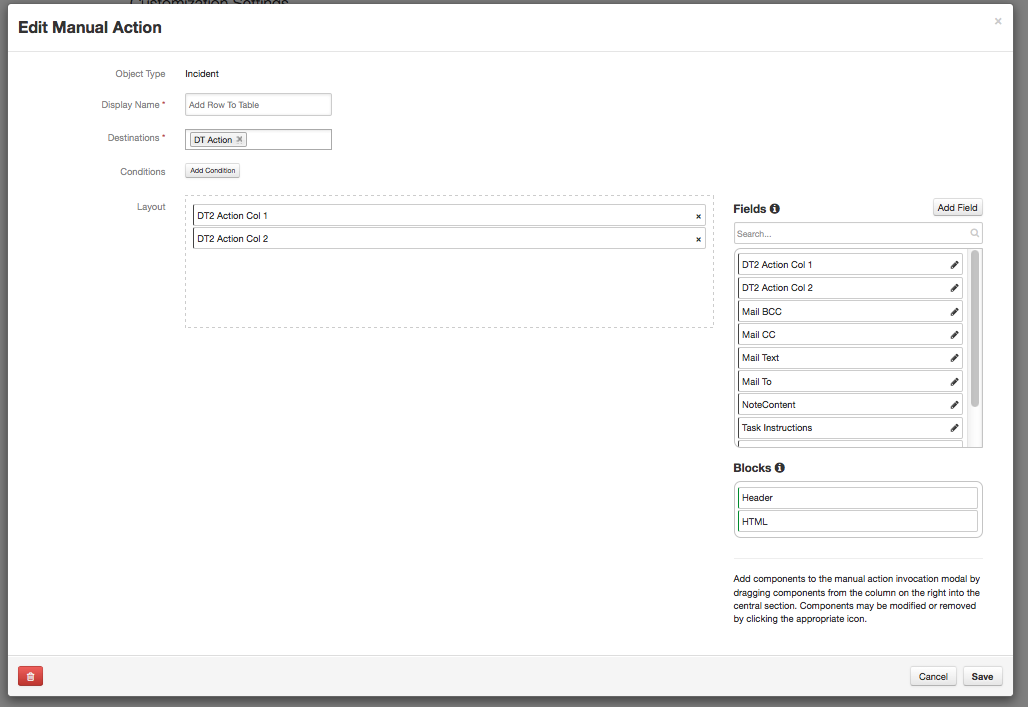 Customization Settings
Edit Manual Action
×
Object Type Incident
Display Name * Add Row To Table
Destinations * DT Action ×
Conditions Add Condition
Layout
DT2 Action Col 1 ×
DT2 Action Col 2 ×
Fields
Add Field
Search...
DT2 Action Col 1
DT2 Action Col 2
Mail BCC
Mail CC
Mail Text
Mail To
NoteContent
Task Instructions
Blocks
Header
HTML
Add components to the manual action invocation modal by
dragging components from the column on the right into the
central section. Components may be modified or removed
by clicking the appropriate icon.
Cancel Save